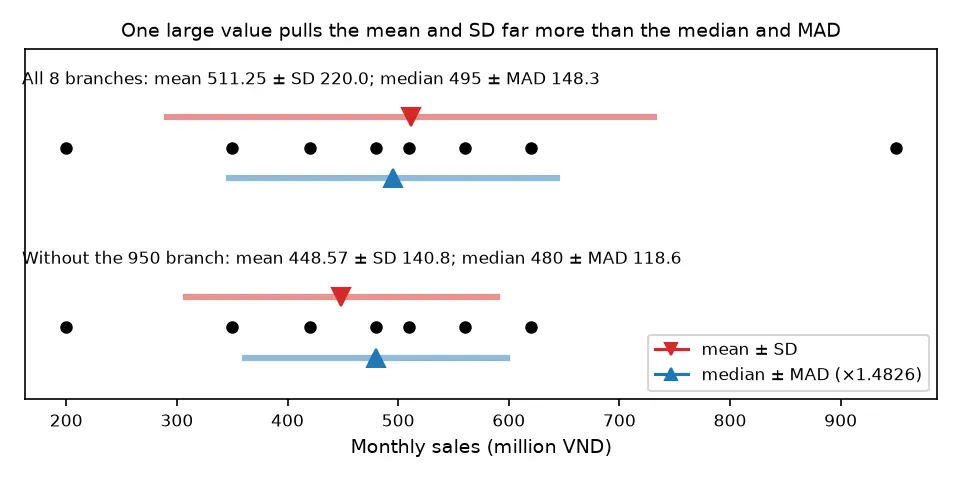 One large value pulls the mean and SD far more than the median and MAD
All 8 branches: mean 511.25 ± SD 220.0; median 495 ± MAD 148.3
Without the 950 branch: mean 448.57 ± SD 140.8; median 480 ± MAD 118.6
mean ± SD
median ± MAD (×1.4826)
200 300 400 500 600 700 800 900
Monthly sales (million VND)